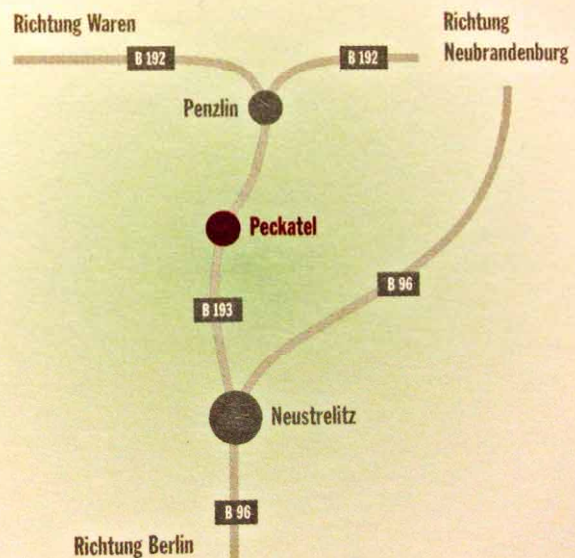 Richtung Waren
Richtung
Neubrandenburg
B 192
B 192
Penzlin
Peckatel
B 96
B 193
Neustrelitz
B 96
Richtung Berlin